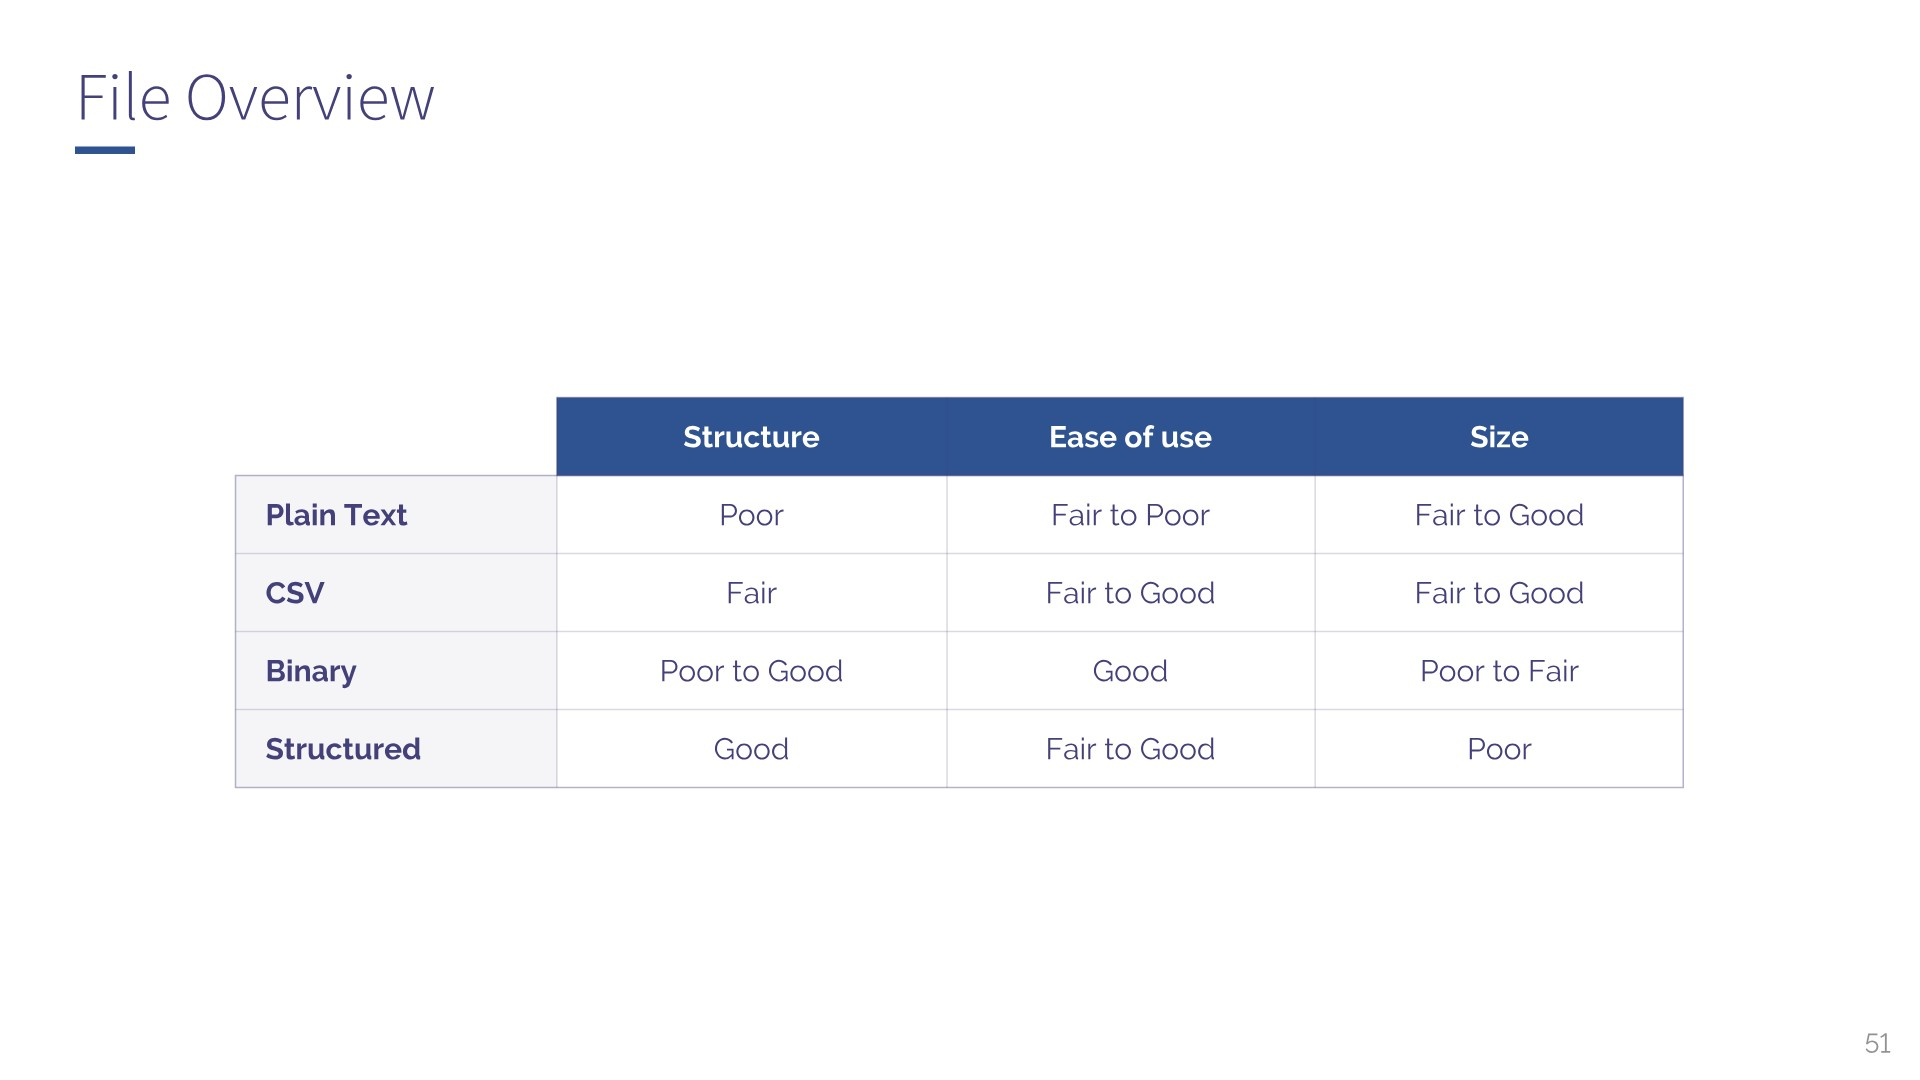 File Overview
Structure Ease of use Size
Plain Text Poor Fair to Poor Fair to Good
CSV Fair Fair to Good Fair to Good
Binary Poor to Good Good Poor to Fair
Structured Good Fair to Good Poor
51